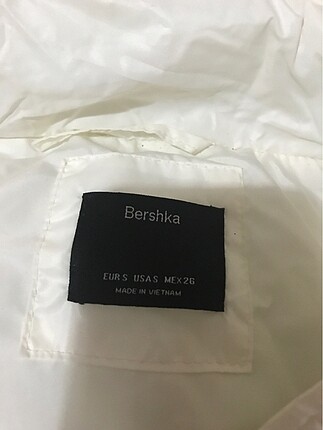 Bershka
EUR S USA S MEX 26
MADE IN VIETNAM